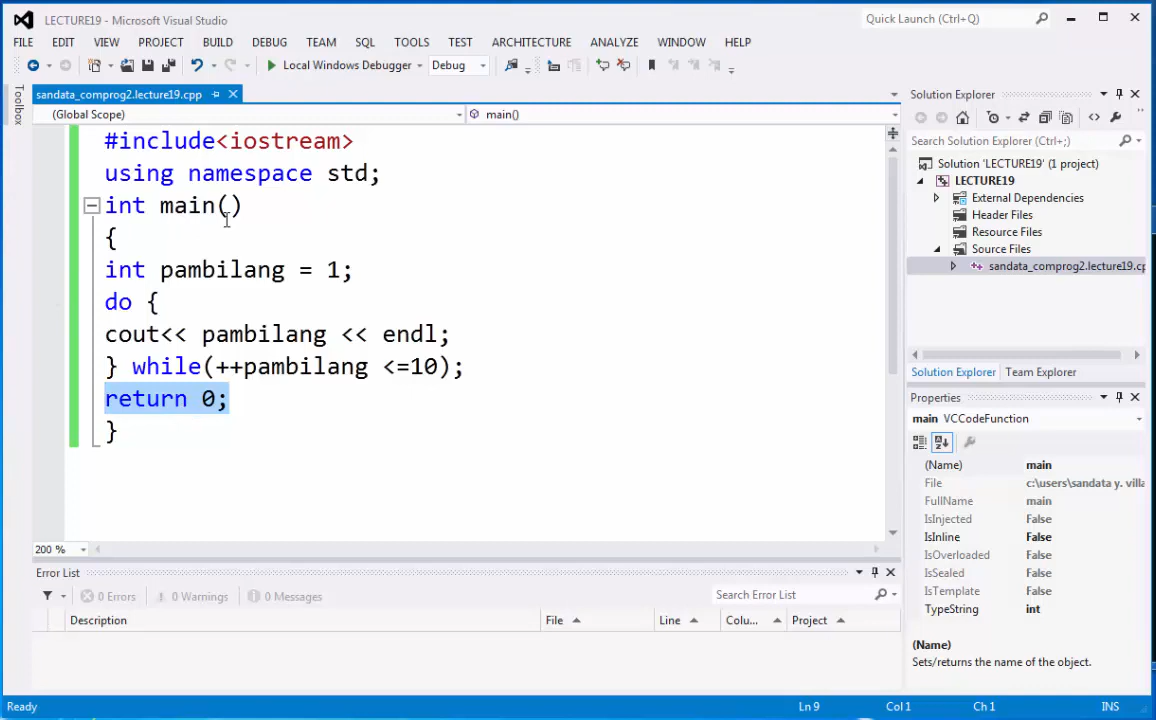 LECTURE19 - Microsoft Visual Studio
Quick Launch (Ctrl+Q)
FILE EDIT VIEW PROJECT BUILD DEBUG TEAM SQL TOOLS TEST ARCHITECTURE ANALYZE WINDOW HELP
Local Windows Debugger Debug
Toolbox
sandata_comprog2.lecture19.cpp
(Global Scope) main()
#include<iostream>
using namespace std;
int main()
{
int pambilang = 1;
do {
cout<< pambilang << endl;
} while(++pambilang <=10);
return 0;
}
200 %
Error List
0 Errors 0 Warnings 0 Messages
Search Error List
Description File Line Colu... Project
Solution Explorer
Search Solution Explorer (Ctrl+;)
Solution 'LECTURE19' (1 project)
LECTURE19
External Dependencies
Header Files
Resource Files
Source Files
sandata_comprog2.lecture19.cp
Solution Explorer Team Explorer
Properties
main VCCodeFunction
(Name) main
File c:\users\sandata y. villa
FullName main
IsInjected False
IsInline False
IsOverloaded False
IsSealed False
IsTemplate False
TypeString int
(Name)
Sets/returns the name of the object.
Ready Ln 9 Col 1 Ch 1 INS